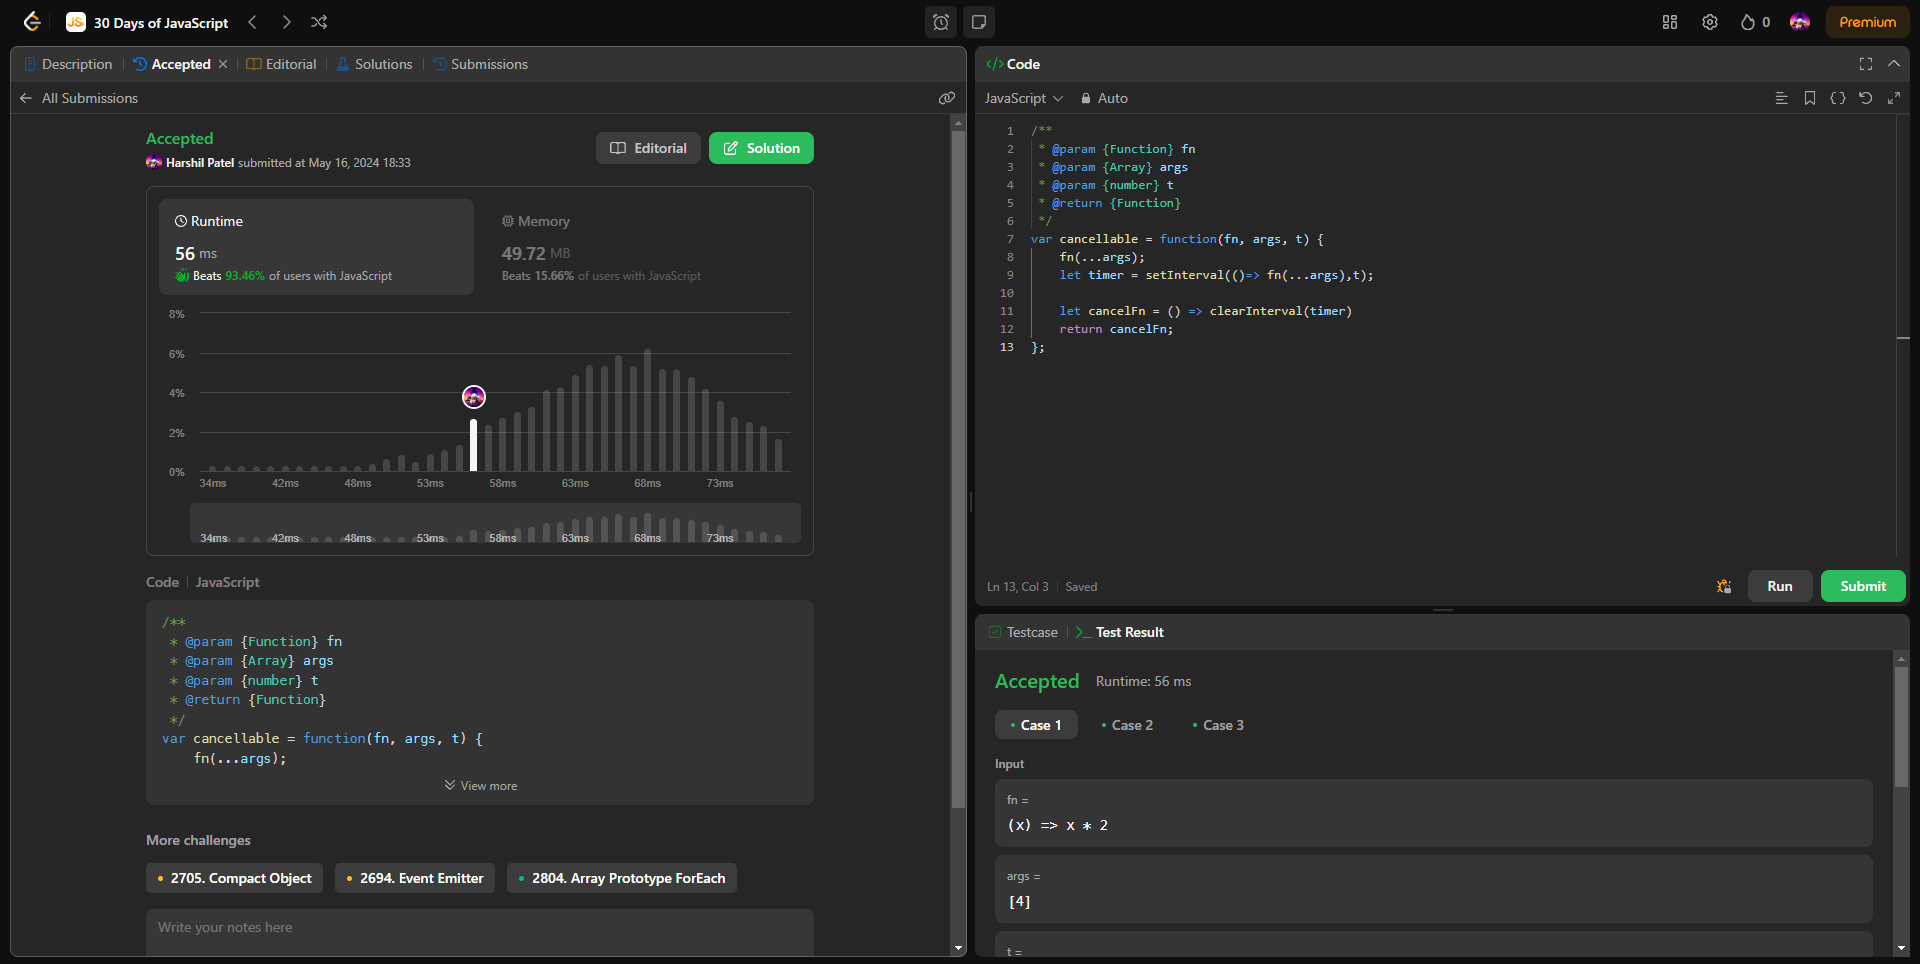 JS 30 Days of JavaScript
0
Premium
Description
Accepted
Editorial
Solutions
Submissions
All Submissions
Accepted
Harshil Patel submitted at May 16, 2024 18:33
Editorial
Solution
Runtime
56 ms
Beats 93.46% of users with JavaScript
Memory
49.72 MB
Beats 15.66% of users with JavaScript
8%
6%
4%
2%
0%
34ms 42ms 48ms 53ms 58ms 63ms 68ms 73ms
34ms 42ms 48ms 53ms 58ms 63ms 68ms 73ms
Code | JavaScript
/**
 * @param {Function} fn
 * @param {Array} args
 * @param {number} t
 * @return {Function}
 */
var cancellable = function(fn, args, t) {
    fn(...args);
View more
More challenges
2705. Compact Object
2694. Event Emitter
2804. Array Prototype ForEach
Write your notes here
</> Code
JavaScript
Auto
1 /**
2  * @param {Function} fn
3  * @param {Array} args
4  * @param {number} t
5  * @return {Function}
6  */
7 var cancellable = function(fn, args, t) {
8     fn(...args);
9     let timer = setInterval(()=> fn(...args),t);
10
11     let cancelFn = () => clearInterval(timer)
12     return cancelFn;
13 };
Ln 13, Col 3 | Saved
Run
Submit
Testcase
Test Result
Accepted Runtime: 56 ms
Case 1
Case 2
Case 3
Input
fn =
(x) => x * 2
args =
[4]
t =